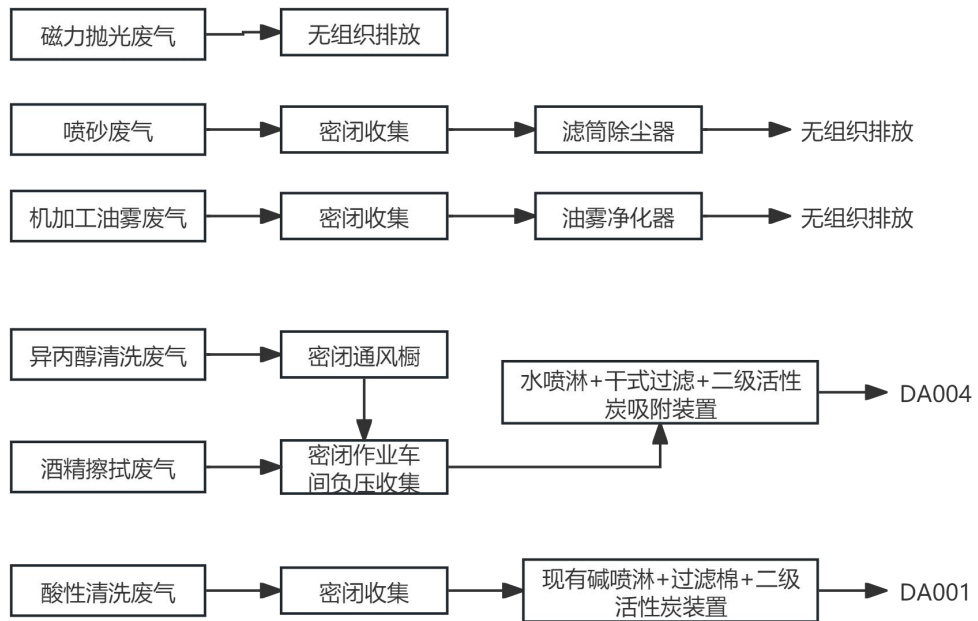 磁力抛光废气
无组织排放
喷砂废气
密闭收集
滤筒除尘器
无组织排放
机加工油雾废气
密闭收集
油雾净化器
无组织排放
异丙醇清洗废气
密闭通风橱
水喷淋+干式过滤+二级活性
炭吸附装置
DA004
酒精擦拭废气
密闭作业车
间负压收集
酸性清洗废气
密闭收集
现有碱喷淋+过滤棉+二级
活性炭装置
DA001